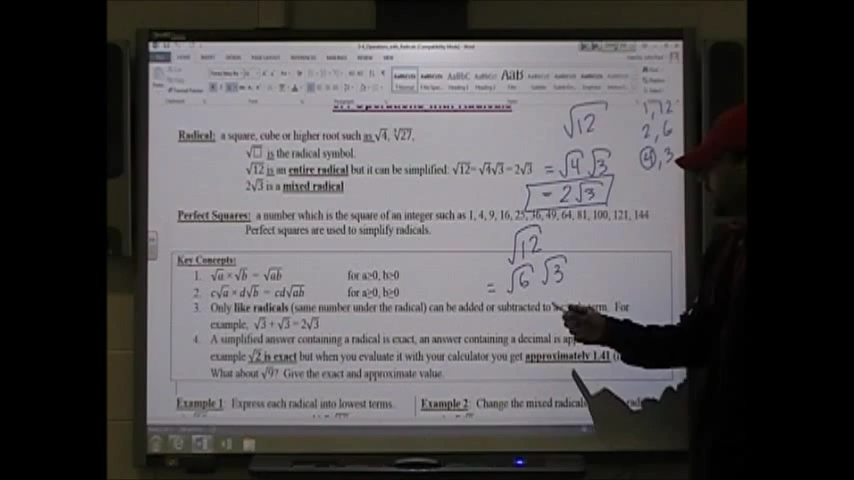 3.4 Operations with Radicals
Radical: a square, cube or higher root such as √4, ∛27,
√□ is the radical symbol.
√12 is an entire radical but it can be simplified: √12 = √4√3 = 2√3
2√3 is a mixed radical
√12
= √4 √3
= 2√3
1, 12
2, 6
4, 3
Perfect Squares: a number which is the square of an integer such as 1, 4, 9, 16, 25, 36, 49, 64, 81, 100, 121, 144
Perfect squares are used to simplify radicals.
√12
= √6 √3
Key Concepts:
1. √a × √b = √ab for a≥0, b≥0
2. c√a × d√b = cd√ab for a≥0, b≥0
3. Only like radicals (same number under the radical) can be added or subtracted to term. For
example, √3 + √3 = 2√3
4. A simplified answer containing a radical is exact, an answer containing a decimal is
example √2 is exact but when you evaluate it with your calculator you get approximately 1.41
What about √9? Give the exact and approximate value.
Example 1: Express each radical into lowest terms.
Example 2: Change the mixed radicals